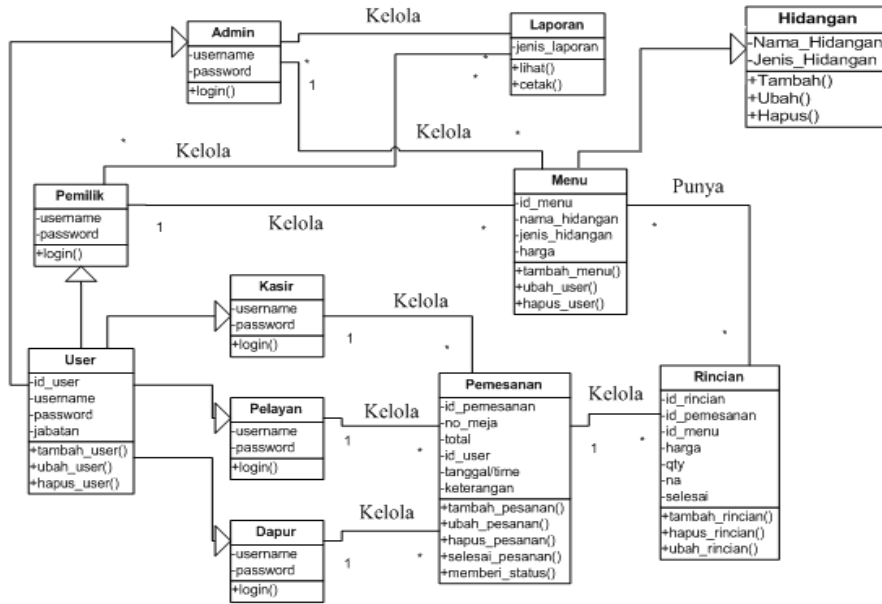 Admin
-username
-password
+login()
Kelola
Laporan
-jenis_laporan
+lihat()
+cetak()
Hidangan
-Nama_Hidangan
-Jenis_Hidangan
+Tambah()
+Ubah()
+Hapus()
*
1
*
*
*
Kelola
Kelola
*
Pemilik
-username
-password
+login()
1
Kelola
*
Menu
-id_menu
-nama_hidangan
-jenis_hidangan
-harga
+tambah_menu()
+ubah_user()
+hapus_user()
Punya
*
*
Kasir
-username
-password
+login()
Kelola
1
*
User
-id_user
-username
-password
-jabatan
+tambah_user()
+ubah_user()
+hapus_user()
Pelayan
-username
-password
+login()
Kelola
1
*
Pemesanan
-id_pemesanan
-no_meja
-total
-id_user
-tanggal/time
-keterangan
+tambah_pesanan()
+ubah_pesanan()
+hapus_pesanan()
+selesai_pesanan()
+memberi_status()
Kelola
1
*
Rincian
-id_rincian
-id_pemesanan
-id_menu
-harga
-qty
-na
-selesai
+tambah_rincian()
+hapus_rincian()
+ubah_rincian()
Dapur
-username
-password
+login()
Kelola
1
*